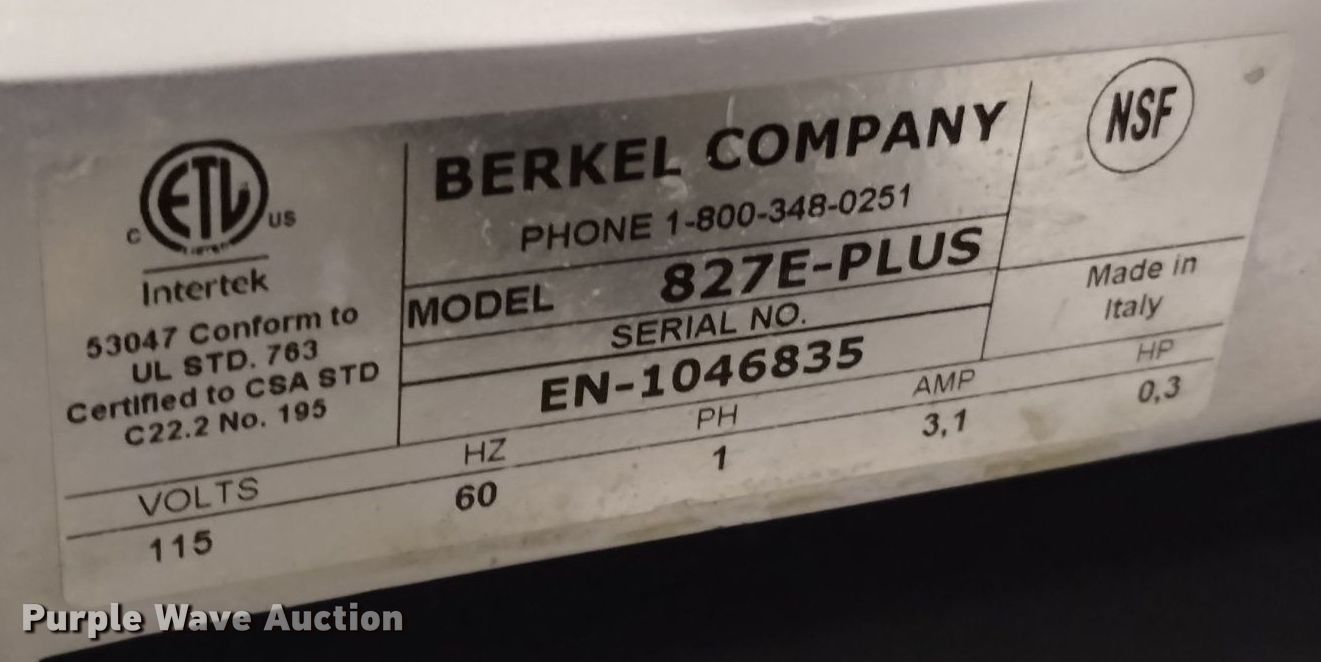 ETL
C
US
Intertek
53047 Conform to
UL STD. 763
Certified to CSA STD
C22.2 No. 195
BERKEL COMPANY
PHONE 1-800-348-0251
MODEL 827E-PLUS
SERIAL NO.
EN-1046835
NSF
Made in
Italy
VOLTS HZ PH AMP HP
115 60 1 3,1 0,3
Purple Wave Auction